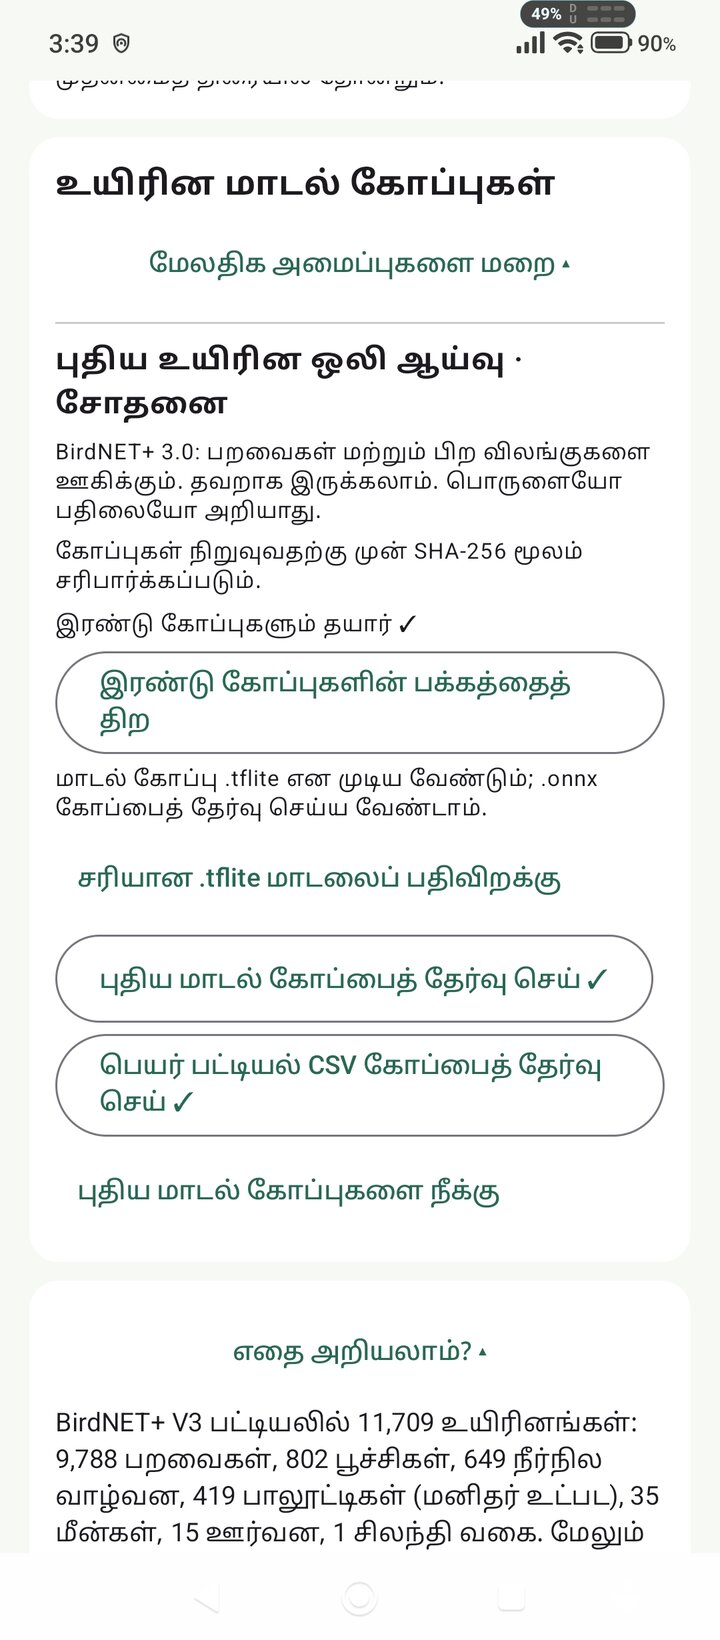 49%
3:39
90%
உயிரின மாடல் கோப்புகள்
மேலதிக அமைப்புகளை மறை ▴
புதிய உயிரின ஒலி ஆய்வு ·
சோதனை
BirdNET+ 3.0: பறவைகள் மற்றும் பிற விலங்குகளை
ஊகிக்கும். தவறாக இருக்கலாம். பொருளையோ
பதிலையோ அறியாது.
கோப்புகள் நிறுவுவதற்கு முன் SHA-256 மூலம்
சரிபார்க்கப்படும்.
இரண்டு கோப்புகளும் தயார் ✓
இரண்டு கோப்புகளின் பக்கத்தைத்
திற
மாடல் கோப்பு .tflite என முடிய வேண்டும்; .onnx
கோப்பைத் தேர்வு செய்ய வேண்டாம்.
சரியான .tflite மாடலைப் பதிவிறக்கு
புதிய மாடல் கோப்பைத் தேர்வு செய் ✓
பெயர் பட்டியல் CSV கோப்பைத் தேர்வு
செய் ✓
புதிய மாடல் கோப்புகளை நீக்கு
எதை அறியலாம்? ▴
BirdNET+ V3 பட்டியலில் 11,709 உயிரினங்கள்:
9,788 பறவைகள், 802 பூச்சிகள், 649 நீர்நில
வாழ்வன, 419 பாலூட்டிகள் (மனிதர் உட்பட), 35
மீன்கள், 15 ஊர்வன, 1 சிலந்தி வகை. மேலும்